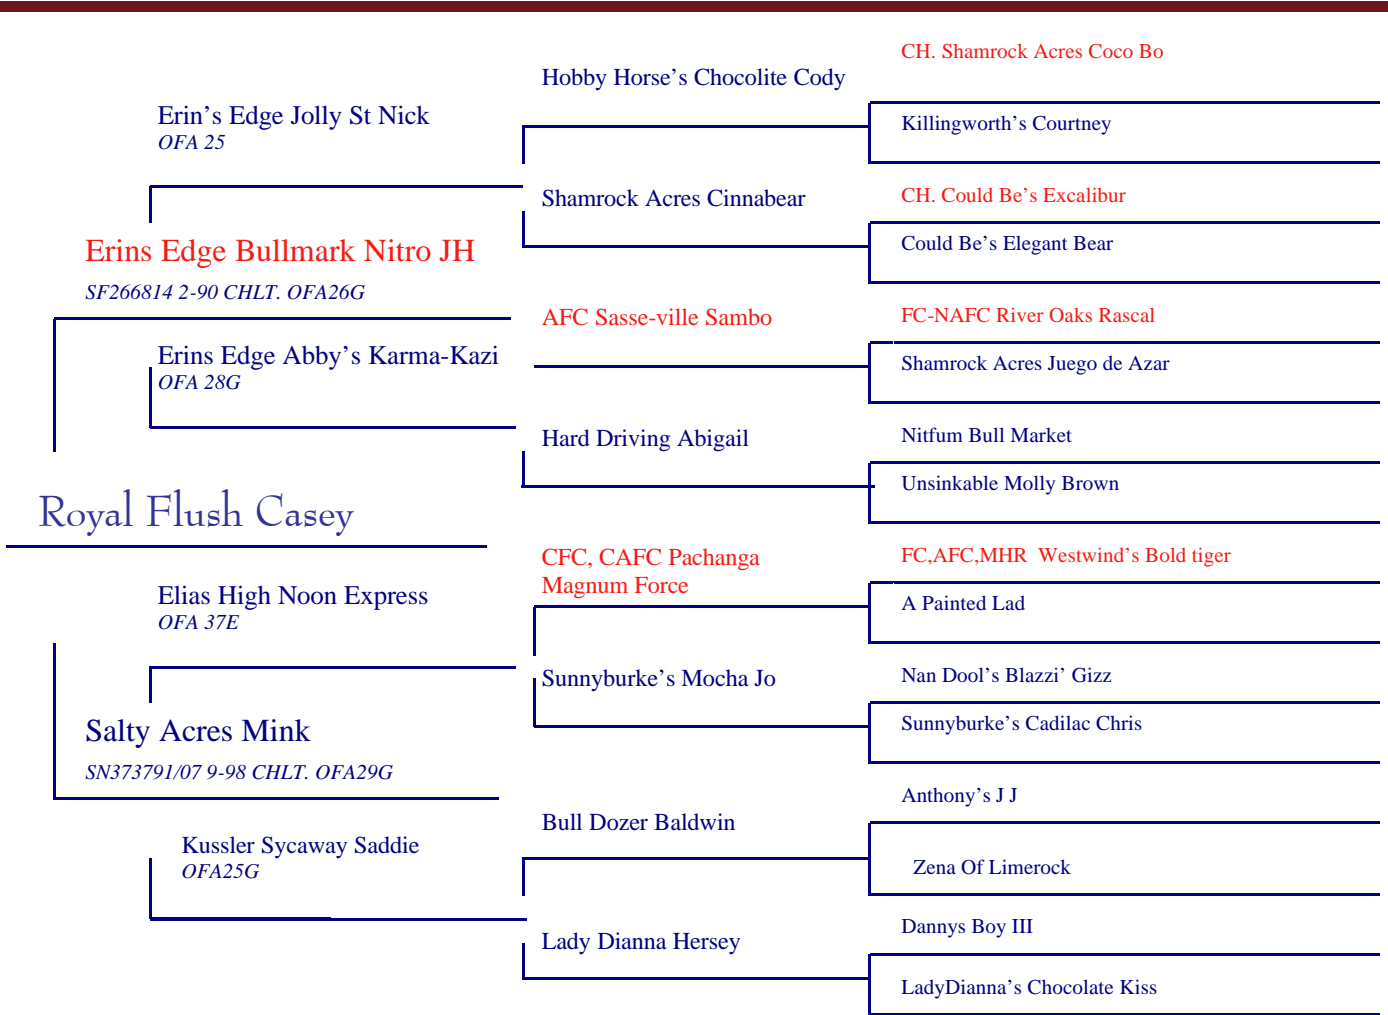 CH. Shamrock Acres Coco Bo
Hobby Horse’s Chocolite Cody
Erin’s Edge Jolly St Nick
OFA 25
Killingworth’s Courtney
Shamrock Acres Cinnabear
CH. Could Be’s Excalibur
Could Be’s Elegant Bear
Erins Edge Bullmark Nitro JH
SF266814 2-90 CHLT. OFA26G
AFC Sasse-ville Sambo
FC-NAFC River Oaks Rascal
Erins Edge Abby’s Karma-Kazi
OFA 28G
Shamrock Acres Juego de Azar
Hard Driving Abigail
Nitfum Bull Market
Unsinkable Molly Brown
Royal Flush Casey
CFC, CAFC Pachanga
Magnum Force
FC,AFC,MHR  Westwind’s Bold tiger
Elias High Noon Express
OFA 37E
A Painted Lad
Sunnyburke’s Mocha Jo
Nan Dool’s Blazzi’ Gizz
Sunnyburke’s Cadilac Chris
Salty Acres Mink
SN373791/07 9-98 CHLT. OFA29G
Anthony’s J J
Bull Dozer Baldwin
Kussler Sycaway Saddie
OFA25G
Zena Of Limerock
Dannys Boy III
Lady Dianna Hersey
LadyDianna’s Chocolate Kiss